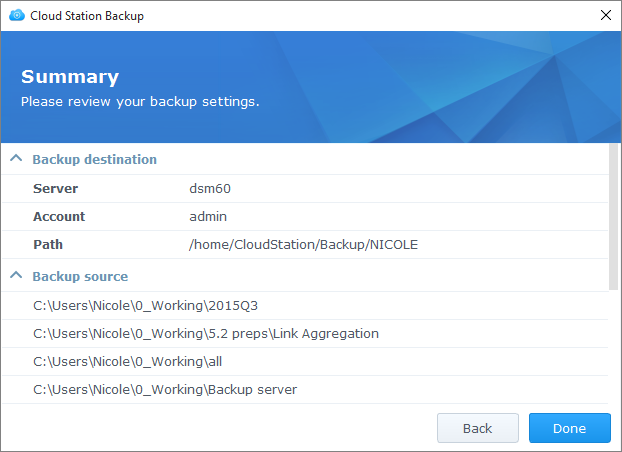 Cloud Station Backup
Summary
Please review your backup settings.
Backup destination
Server dsm60
Account admin
Path /home/CloudStation/Backup/NICOLE
Backup source
C:\Users\Nicole\0_Working\2015Q3
C:\Users\Nicole\0_Working\5.2 preps\Link Aggregation
C:\Users\Nicole\0_Working\all
C:\Users\Nicole\0_Working\Backup server
Back Done